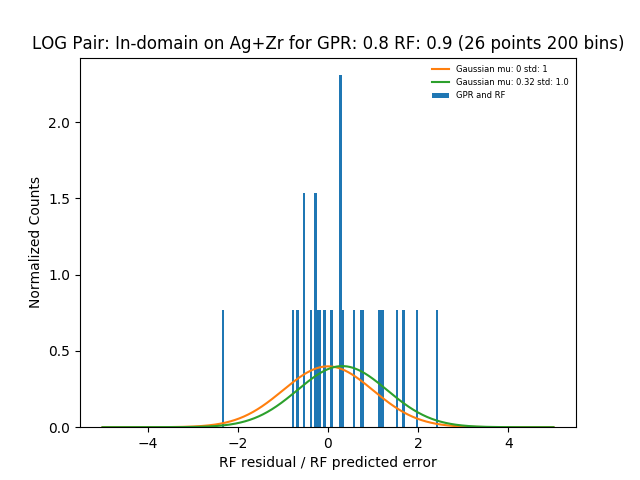 LOG Pair: In-domain on Ag+Zr for GPR: 0.8 RF: 0.9 (26 points 200 bins)
Gaussian mu: 0 std: 1
Gaussian mu: 0.32 std: 1.0
GPR and RF
Normalized Counts
2.0
1.5
1.0
0.5
0.0
−4
−2
0
2
4
RF residual / RF predicted error